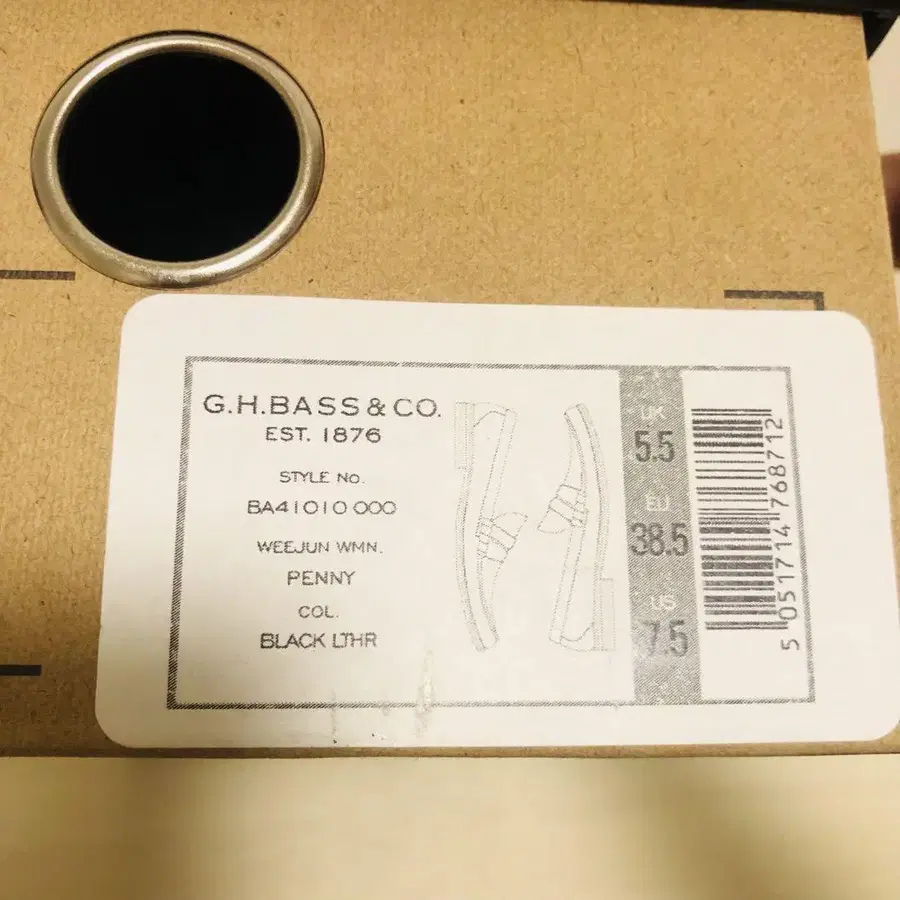 G.H.BASS & CO.
EST. 1876
STYLE No.
BA41010 000
WEEJUN WMN.
PENNY
COL.
BLACK LTHR
UK
5.5
EU
38.5
US
7.5
5 051714 768712